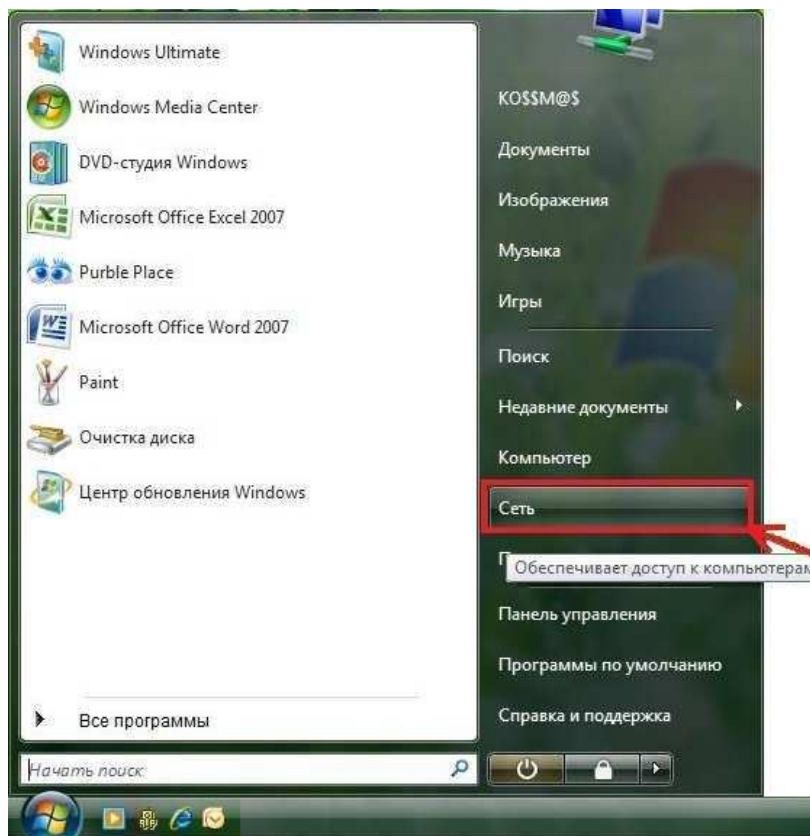 Windows Ultimate
Windows Media Center
DVD-студия Windows
Microsoft Office Excel 2007
Purble Place
Microsoft Office Word 2007
Paint
Очистка диска
Центр обновления Windows
Все программы
Начать поиск
KO$$M@$
Документы
Изображения
Музыка
Игры
Поиск
Недавние документы
Компьютер
Сеть
Обеспечивает доступ к компьютерам
Панель управления
Программы по умолчанию
Справка и поддержка